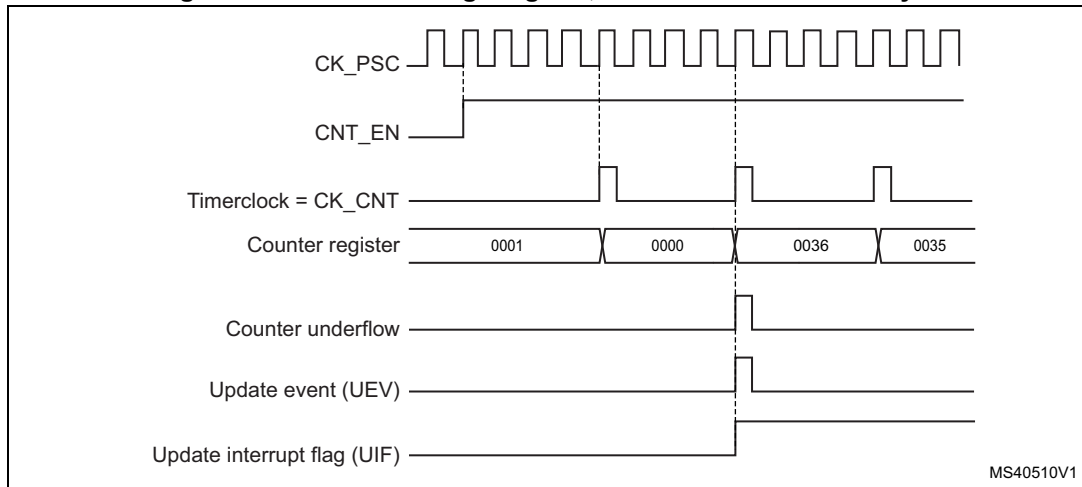 CK_PSC
CNT_EN
Timerclock = CK_CNT
Counter register 0001 0000 0036 0035
Counter underflow
Update event (UEV)
Update interrupt flag (UIF)
MS40510V1